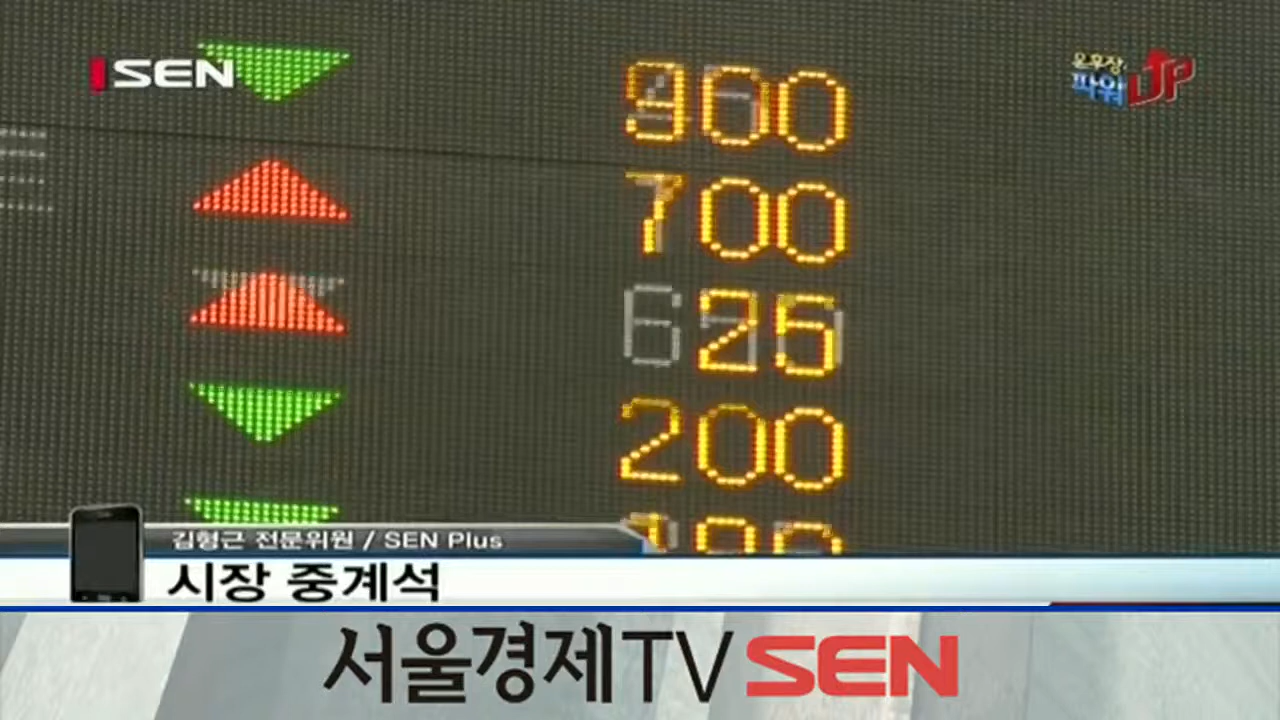 SEN
오후장
파워 UP
900
700
25
200
김형근 전문위원 / SEN Plus
시장 중계석
서울경제TV SEN